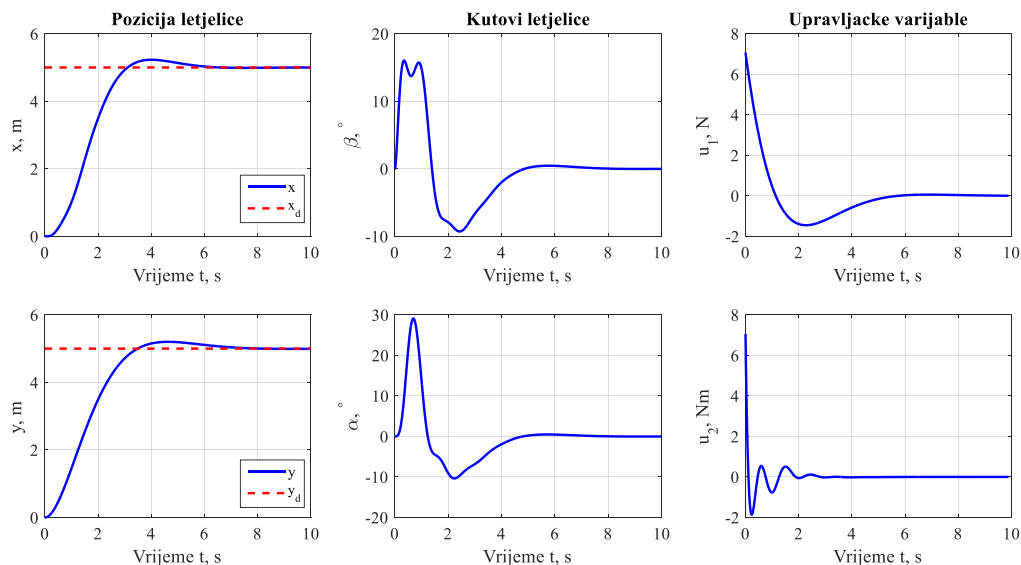 Pozicija letjelice
6
4
2
0
x, m
x
x_d
0 2 4 6 8 10
Vrijeme t, s
Kutovi letjelice
20
10
0
-10
β, °
0 2 4 6 8 10
Vrijeme t, s
Upravljacke varijable
8
6
4
2
0
-2
u_1, N
0 2 4 6 8 10
Vrijeme t, s
6
4
2
0
y, m
y
y_d
0 2 4 6 8 10
Vrijeme t, s
30
20
10
0
-10
-20
α, °
0 2 4 6 8 10
Vrijeme t, s
8
6
4
2
0
-2
u_2, Nm
0 2 4 6 8 10
Vrijeme t, s